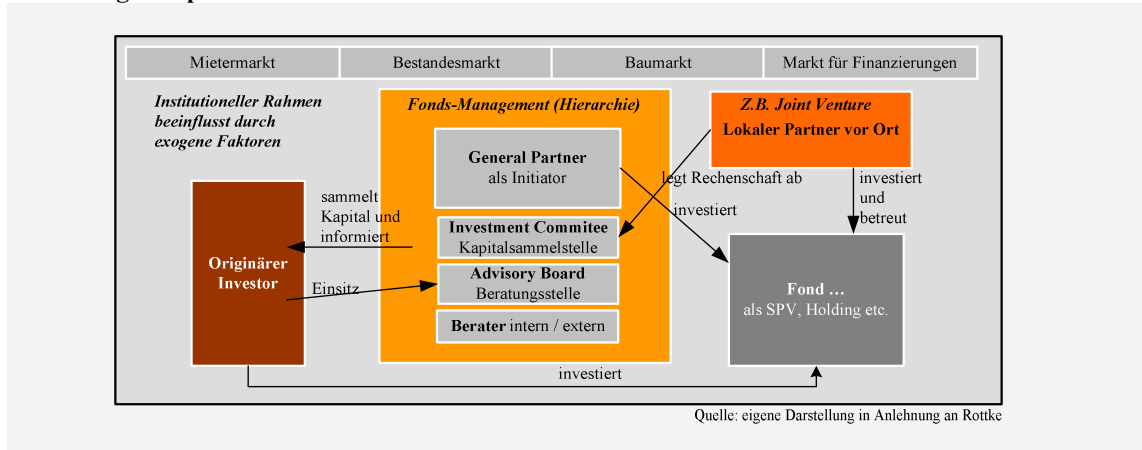 Mietermarkt
Bestandesmarkt
Baumarkt
Markt für Finanzierungen
Institutioneller Rahmen
beeinflusst durch
exogene Faktoren
Fonds-Management (Hierarchie)
Z.B. Joint Venture
Lokaler Partner vor Ort
General Partner
als Initiator
legt Rechenschaft ab
investiert
investiert
und
betreut
sammelt
Kapital und
informiert
Investment Commitee
Kapitalsammelstelle
Originärer
Investor
Einsitz
Advisory Board
Beratungsstelle
Fond ...
als SPV, Holding etc.
Berater intern / extern
investiert
Quelle: eigene Darstellung in Anlehnung an Rottke